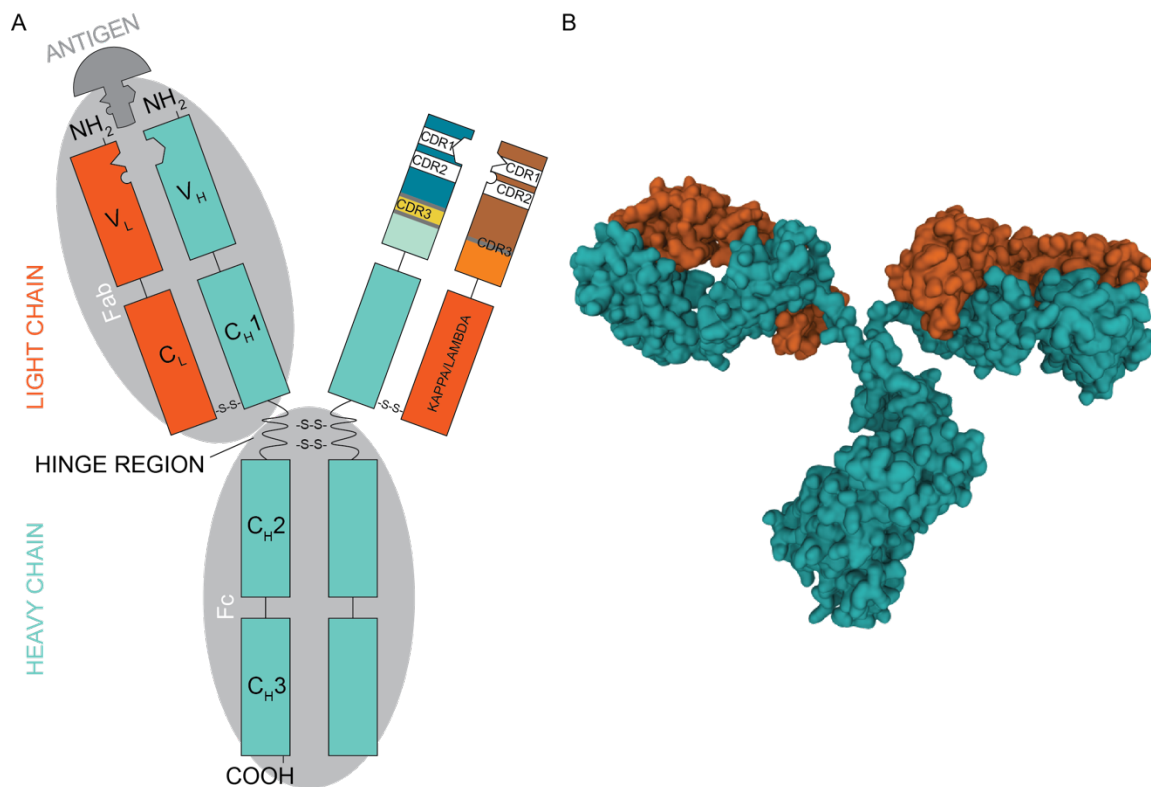 A
B
ANTIGEN
NH2
NH2
VL
VH
Fab
CL
CH1
-S-S-
LIGHT CHAIN
CDR1
CDR2
CDR3
CDR1
CDR2
CDR3
KAPPA/LAMBDA
-S-S-
-S-S-
-S-S-
HINGE REGION
HEAVY CHAIN
CH2
Fc
CH3
COOH